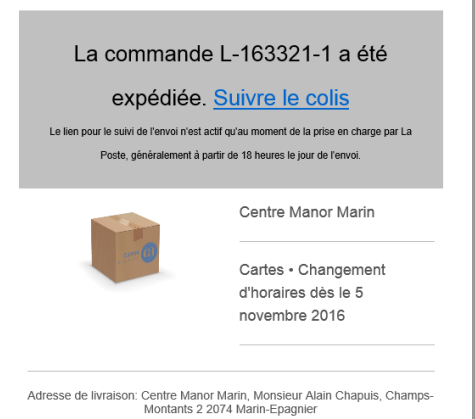 La commande L-163321-1 a été
expédiée. Suivre le colis
Le lien pour le suivi de l'envoi n'est actif qu'au moment de la prise en charge par La
Poste, généralement à partir de 18 heures le jour de l'envoi.
Centre Manor Marin
Cartes • Changement
d'horaires dès le 5
novembre 2016
Adresse de livraison: Centre Manor Marin, Monsieur Alain Chapuis, Champs-
Montants 2 2074 Marin-Epagnier